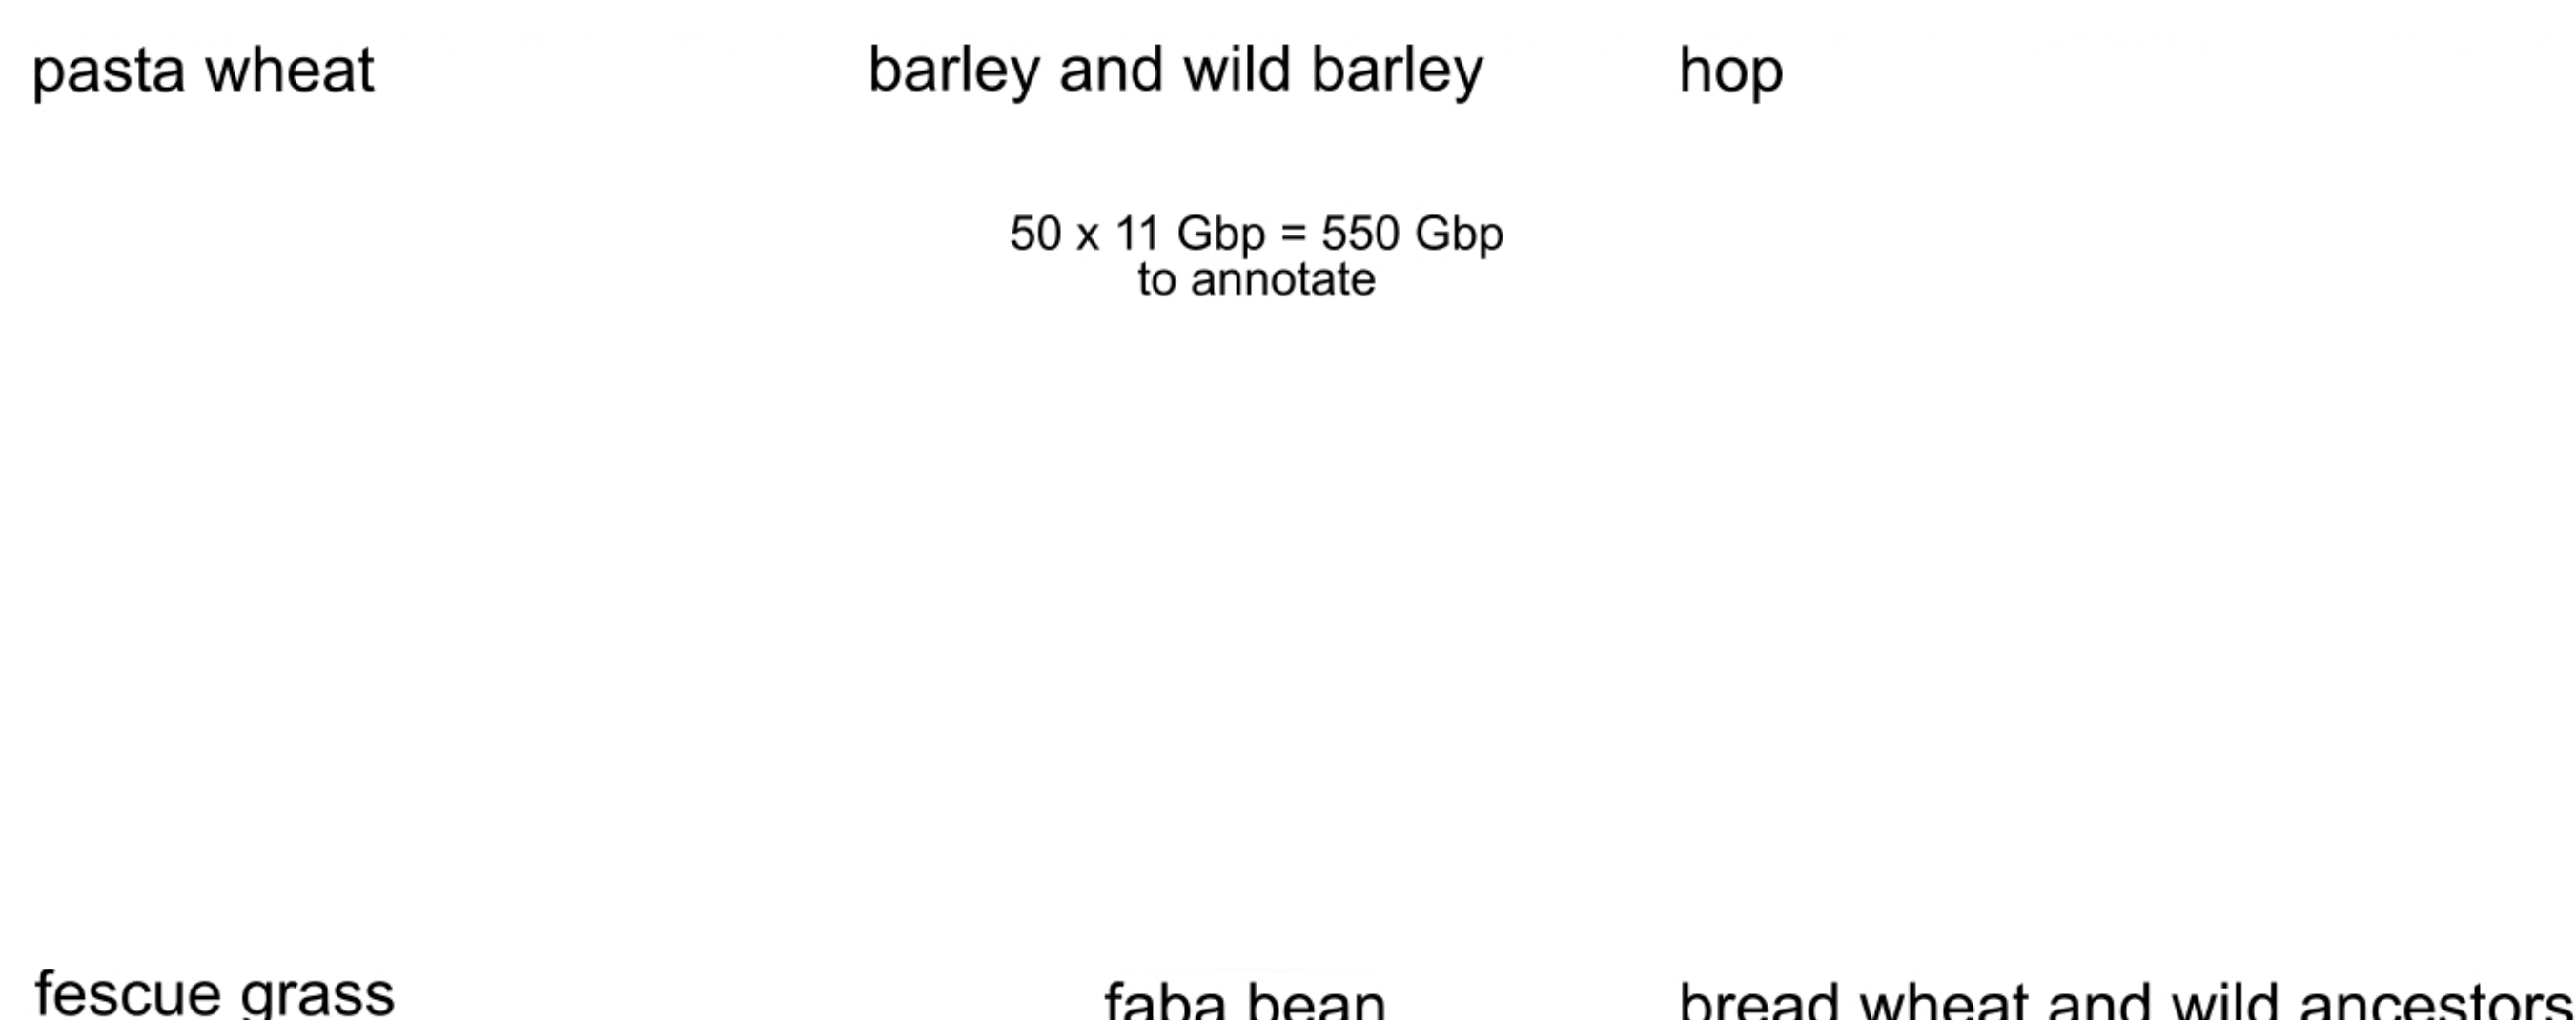 pasta wheat
barley and wild barley
hop
50 x 11 Gbp = 550 Gbp
to annotate
fescue grass
faba bean
bread wheat and wild ancestors